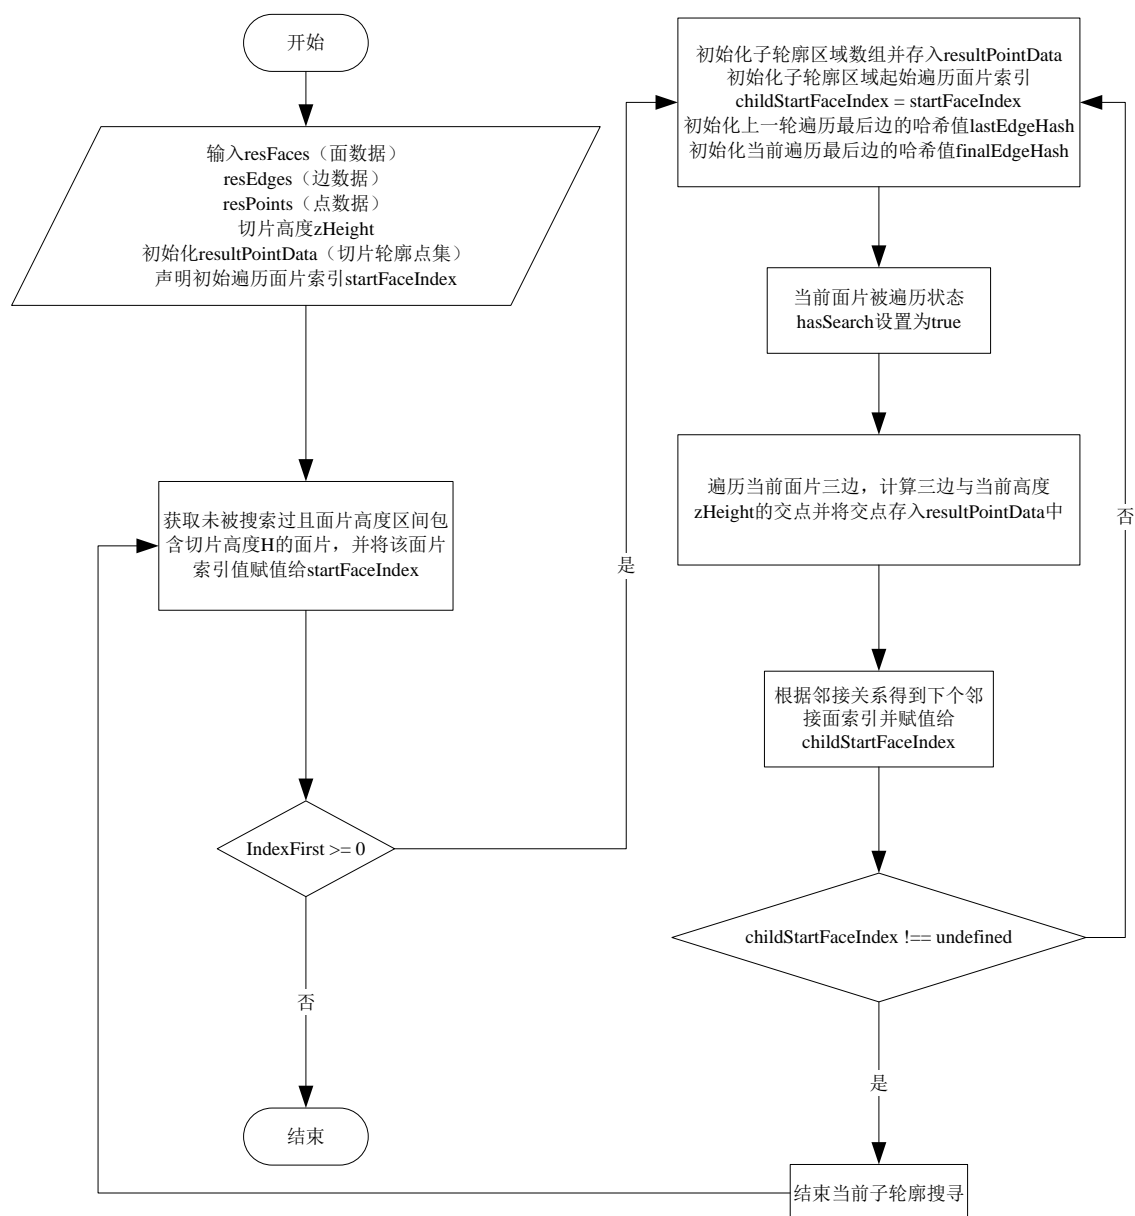 开始
输入resFaces（面数据）
resEdges（边数据）
resPoints（点数据）
切片高度zHeight
初始化resultPointData（切片轮廓点集）
声明初始遍历面片索引startFaceIndex
获取未被搜索过且面片高度区间包
含切片高度H的面片，并将该面片
索引值赋值给startFaceIndex
IndexFirst >= 0
否
结束
是
初始化子轮廓区域数组并存入resultPointData
初始化子轮廓区域起始遍历面片索引
childStartFaceIndex = startFaceIndex
初始化上一轮遍历最后边的哈希值lastEdgeHash
初始化当前遍历最后边的哈希值finalEdgeHash
当前面片被遍历状态
hasSearch设置为true
遍历当前面片三边，计算三边与当前高度
zHeight的交点并将交点存入resultPointData中
根据邻接关系得到下个邻
接面索引并赋值给
childStartFaceIndex
childStartFaceIndex !== undefined
否
是
结束当前子轮廓搜寻